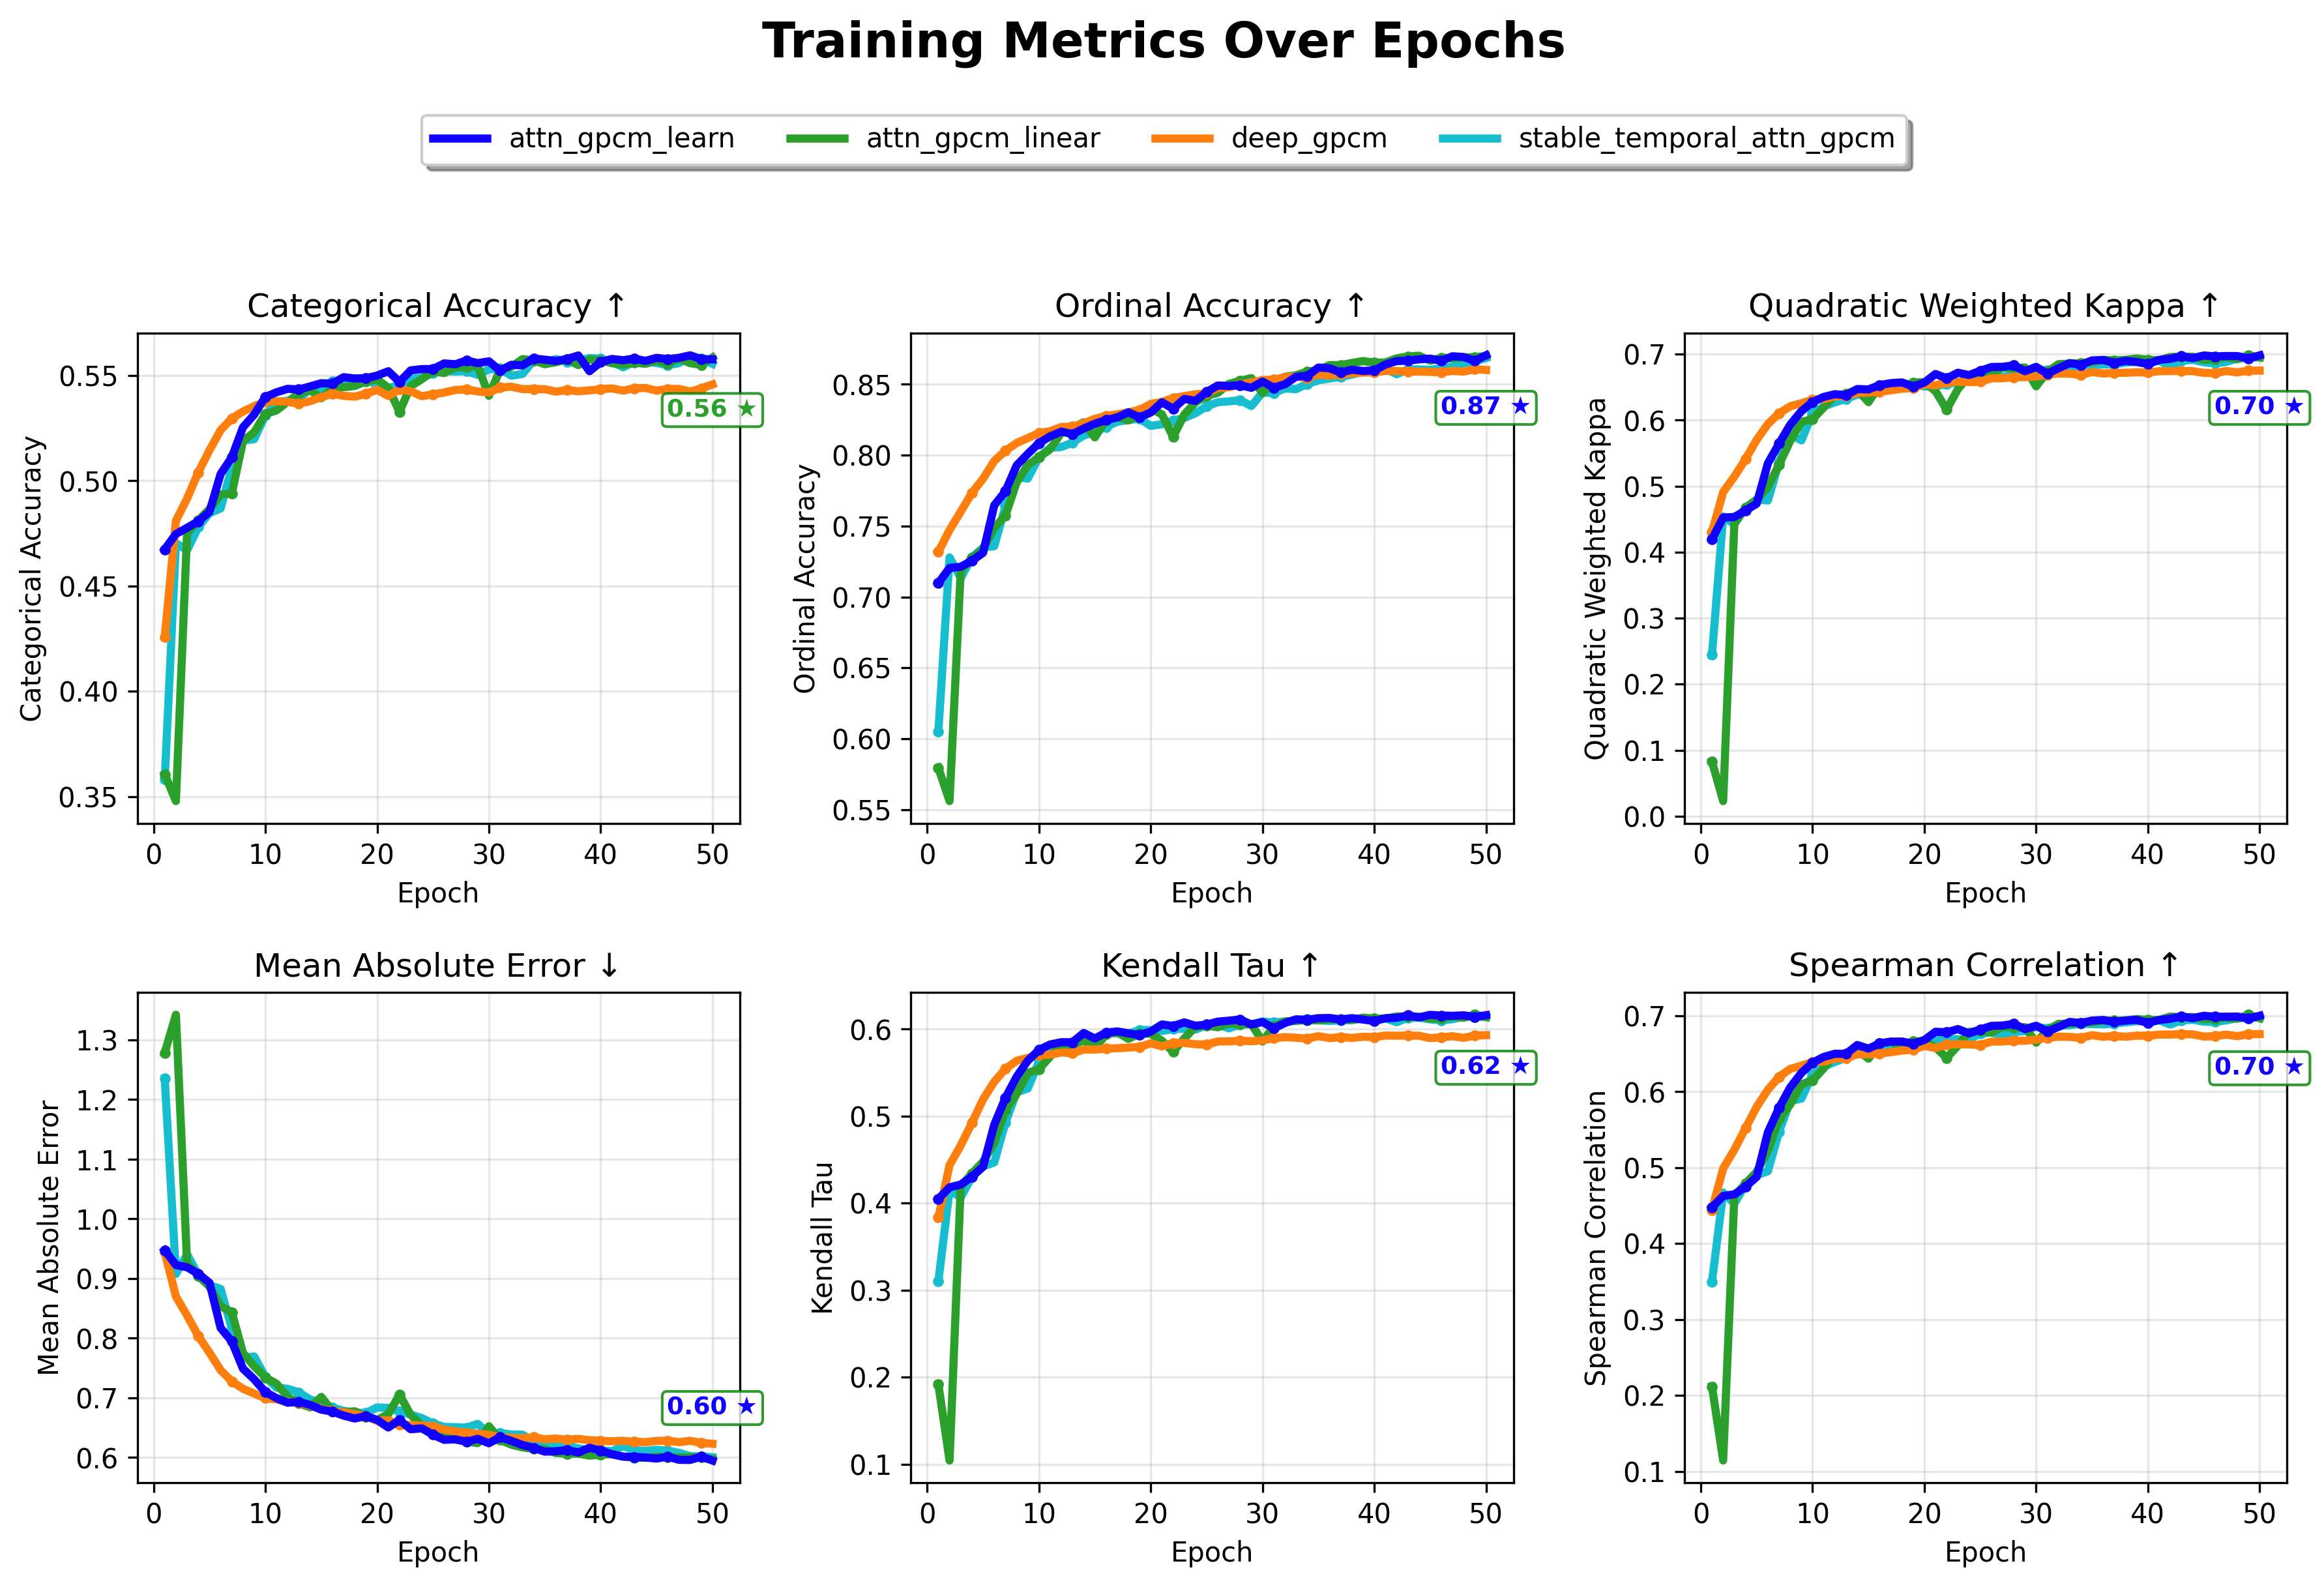 Training Metrics Over Epochs
attn_gpcm_learn attn_gpcm_linear deep_gpcm stable_temporal_attn_gpcm
Categorical Accuracy ↑
Categorical Accuracy
0.55
0.50
0.45
0.40
0.35
0.56 ★
0 10 20 30 40 50
Epoch
Ordinal Accuracy ↑
Ordinal Accuracy
0.85
0.80
0.75
0.70
0.65
0.60
0.55
0.87 ★
0 10 20 30 40 50
Epoch
Quadratic Weighted Kappa ↑
Quadratic Weighted Kappa
0.7
0.6
0.5
0.4
0.3
0.2
0.1
0.0
0.70 ★
0 10 20 30 40 50
Epoch
Mean Absolute Error ↓
Mean Absolute Error
1.3
1.2
1.1
1.0
0.9
0.8
0.7
0.6
0.60 ★
0 10 20 30 40 50
Epoch
Kendall Tau ↑
Kendall Tau
0.6
0.5
0.4
0.3
0.2
0.1
0.62 ★
0 10 20 30 40 50
Epoch
Spearman Correlation ↑
Spearman Correlation
0.7
0.6
0.5
0.4
0.3
0.2
0.1
0.70 ★
0 10 20 30 40 50
Epoch